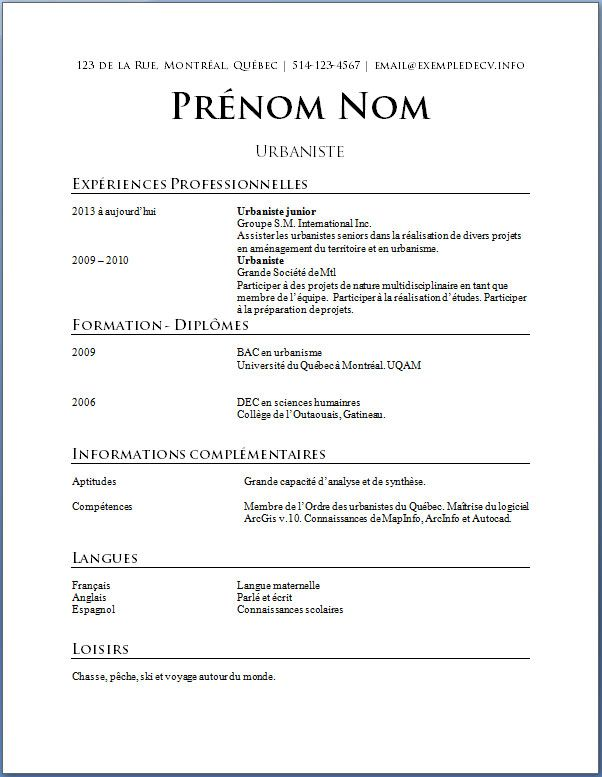 123 de la Rue, Montréal, Québec | 514-123-4567 | email@exempledecv.info
Prénom Nom
Urbaniste
Expériences Professionnelles
2013 à aujourd'hui Urbaniste junior
Groupe S.M. International Inc.
Assister les urbanistes seniors dans la réalisation de divers projets
en aménagement du territoire et en urbanisme.
2009 – 2010 Urbaniste
Grande Société de Mtl
Participer à des projets de nature multidisciplinaire en tant que
membre de l'équipe. Participer à la réalisation d'études. Participer
à la préparation de projets.
Formation - Diplômes
2009 BAC en urbanisme
Université du Québec à Montréal. UQAM
2006 DEC en sciences humainres
Collège de l'Outaouais, Gatineau.
Informations complémentaires
Aptitudes Grande capacité d'analyse et de synthèse.
Compétences Membre de l'Ordre des urbanistes du Québec. Maîtrise du logiciel
ArcGis v.10. Connaissances de MapInfo, ArcInfo et Autocad.
Langues
Français Langue maternelle
Anglais Parlé et écrit
Espagnol Connaissances scolaires
Loisirs
Chasse, pêche, ski et voyage autour du monde.